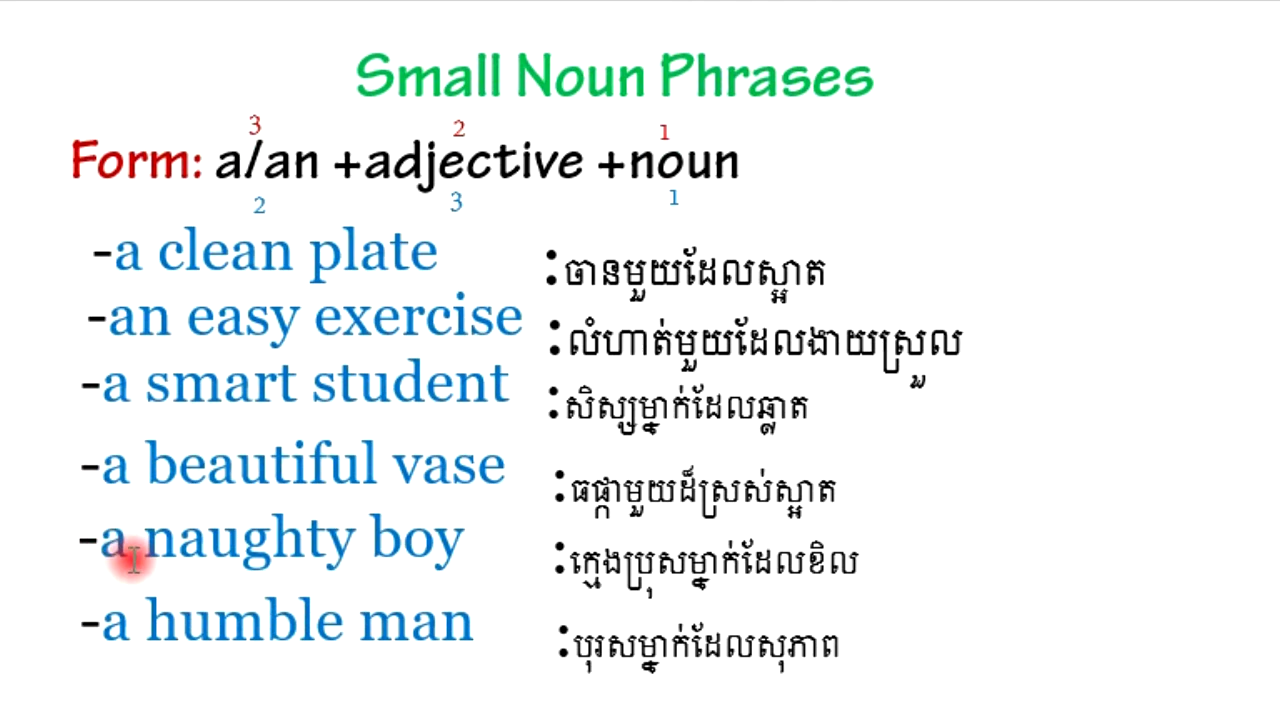 Small Noun Phrases
3 2 1
Form: a/an +adjective +noun
2 3 1
-a clean plate :ចានមួយដែលស្អាត
-an easy exercise :លំហាត់មួយដែលងាយស្រួល
-a smart student :សិស្សម្នាក់ដែលឆ្លាត
-a beautiful vase :ធផ្កាមួយដ៏ស្រស់ស្អាត
-a naughty boy :ក្មេងប្រុសម្នាក់ដែលខិល
-a humble man :បុរសម្នាក់ដែលសុភាព